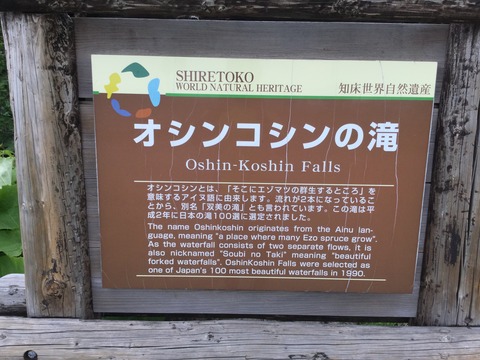 SHIRETOKO
WORLD NATURAL HERITAGE
知床世界自然遺産
オシンコシンの滝
Oshin-Koshin Falls
オシンコシンとは、「そこにエゾマツの群生するところ」を
意味するアイヌ語に由来します。流れが2本になっているこ
とから、別名「双美の滝」とも言われています。この滝は平
成2年に日本の滝100選に選定されました。
The name Oshinkoshin originates from the Ainu lan-
guage, meaning "a place where many Ezo spruce grow".
As the waterfall consists of two separate flows, it is
also nicknamed "Soubi no Taki" meaning "beautiful
forked waterfalls". OshinKoshin Falls were selected as
one of Japan's 100 most beautiful waterfalls in 1990.